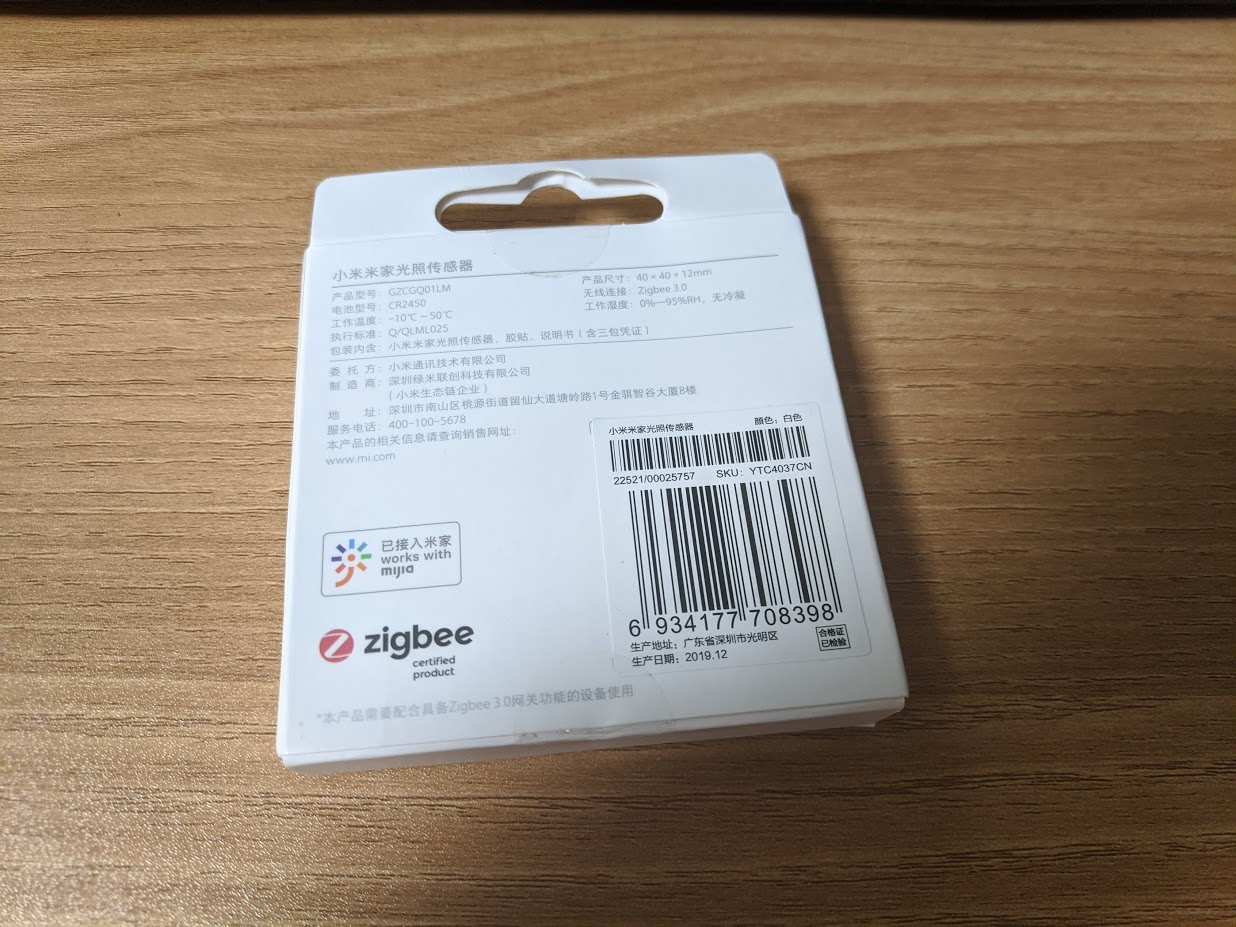 小米米家光照传感器
产品型号：GZCGQ01LM
产品尺寸：40×40×12mm
电池型号：CR2450
无线连接：Zigbee 3.0
工作温度：-10℃～50℃
工作湿度：0%—95%RH，无冷凝
执行标准：Q/QLML025
包装内含：小米米家光照传感器、胶贴、说明书（含三包凭证）
委 托 方：小米通讯技术有限公司
制 造 商：深圳绿米联创科技有限公司
（小米生态链企业）
地 址：深圳市南山区桃源街道留仙大道塘岭路1号金骐智谷大厦8楼
服务电话：400-100-5678
本产品的相关信息请查询销售网址：
www.mi.com
小米米家光照传感器 颜色：白色
22521/00025757 SKU：YTC4037CN
6 934177 708398
生产地址：广东省深圳市光明区
生产日期：2019.12
合格证
已检验
已接入米家
works with
mijia
zigbee
certified
product
*本产品需要配合具备Zigbee 3.0网关功能的设备使用